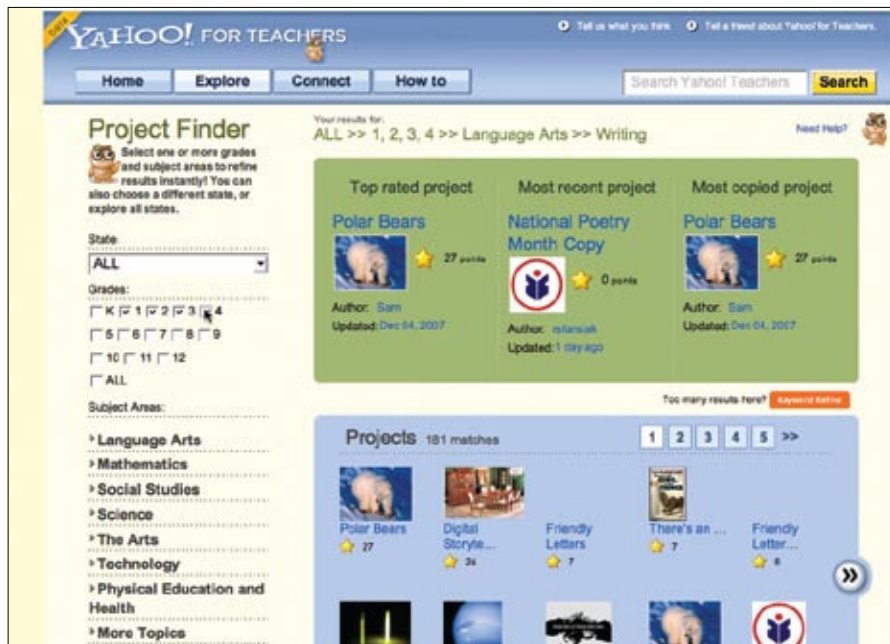 BETA
YAHOO! FOR TEACHERS
Tell us what you think
Tell a friend about Yahoo! for Teachers.
Home
Explore
Connect
How to
Search Yahoo! Teachers
Search
Project Finder
Select one or more grades
and subject areas to refine
results instantly! You can
also choose a different state, or
explore all states.
State:
ALL
Grades:
K 1 2 3 4
5 6 7 8 9
10 11 12
ALL
Subject Areas:
Language Arts
Mathematics
Social Studies
Science
The Arts
Technology
Physical Education and
Health
More Topics
Your results for:
ALL >> 1, 2, 3, 4 >> Language Arts >> Writing
Need Help?
Top rated project
Polar Bears
27 points
Author: Sam
Updated: Dec 04, 2007
Most recent project
National Poetry
Month Copy
0 points
Author:
Updated: 1 day ago
Most copied project
Polar Bears
27 points
Author: Sam
Updated: Dec 04, 2007
Too many results here? Keyword Refine
Projects 181 matches
1 2 3 4 5 >>
Polar Bears
27
Digital
Storyte...
26
Friendly
Letters
7
There's an ...
7
Friendly
Letter...
6